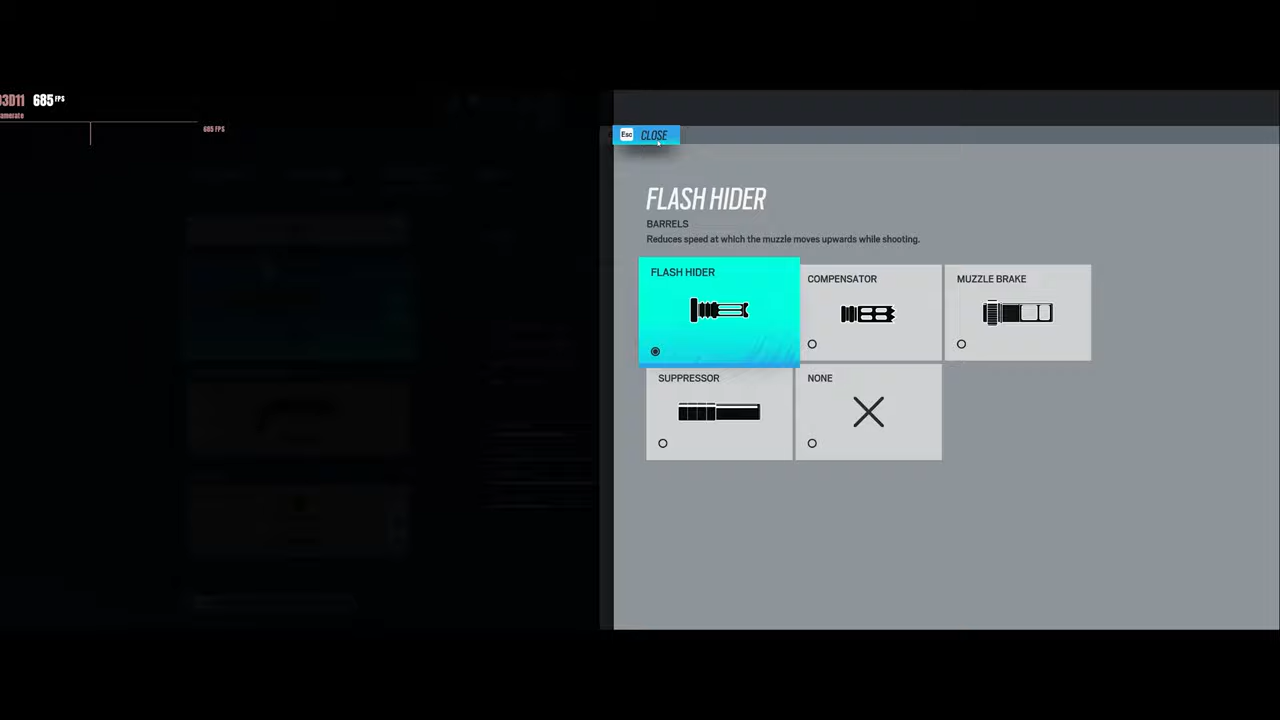 685 FPS
685 FPS
Esc CLOSE
FLASH HIDER
BARRELS
Reduces speed at which the muzzle moves upwards while shooting.
FLASH HIDER
COMPENSATOR
MUZZLE BRAKE
SUPPRESSOR
NONE